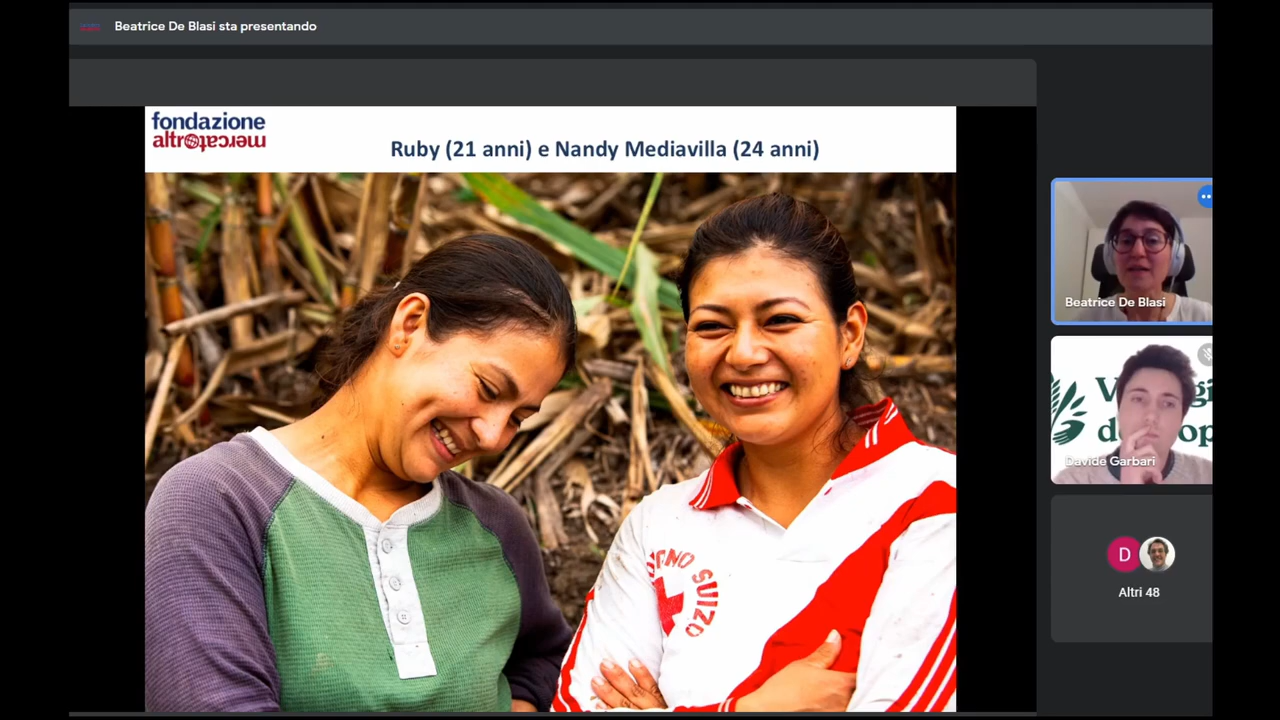 Beatrice De Blasi sta presentando
fondazione
altromercato
Ruby (21 anni) e Nandy Mediavilla (24 anni)
SUIZO
Beatrice De Blasi
Davide Garbari
D
Altri 48